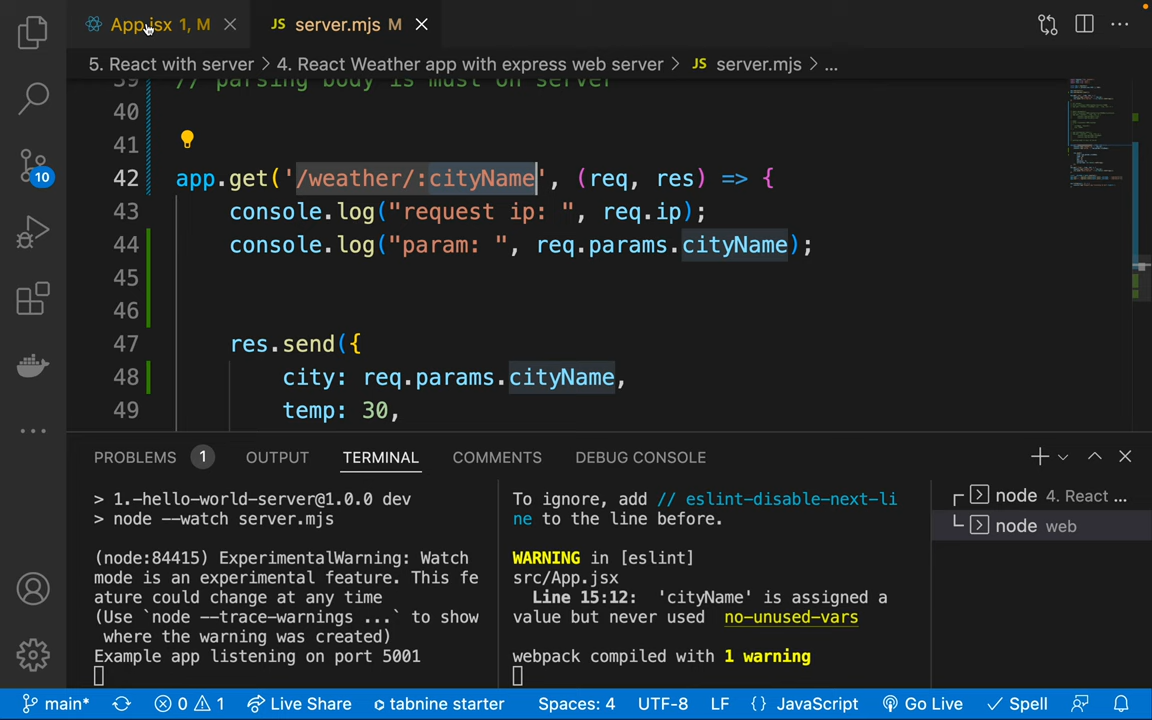 App.jsx 1, M
JS server.mjs M
5. React with server > 4. React Weather app with express web server > JS server.mjs > ...
39 // parsing body is must on server
40
41
42 app.get('/weather/:cityName', (req, res) => {
43 console.log("request ip: ", req.ip);
44 console.log("param: ", req.params.cityName);
45
46
47 res.send({
48 city: req.params.cityName,
49 temp: 30,
10
PROBLEMS 1 OUTPUT TERMINAL COMMENTS DEBUG CONSOLE
> 1.-hello-world-server@1.0.0 dev
> node --watch server.mjs
(node:84415) ExperimentalWarning: Watch
mode is an experimental feature. This fe
ature could change at any time
(Use `node --trace-warnings ...` to show
where the warning was created)
Example app listening on port 5001
To ignore, add // eslint-disable-next-li
ne to the line before.
WARNING in [eslint]
src/App.jsx
Line 15:12: 'cityName' is assigned a
value but never used no-unused-vars
webpack compiled with 1 warning
node 4. React ...
node web
main* 0 1 Live Share tabnine starter Spaces: 4 UTF-8 LF {} JavaScript Go Live Spell